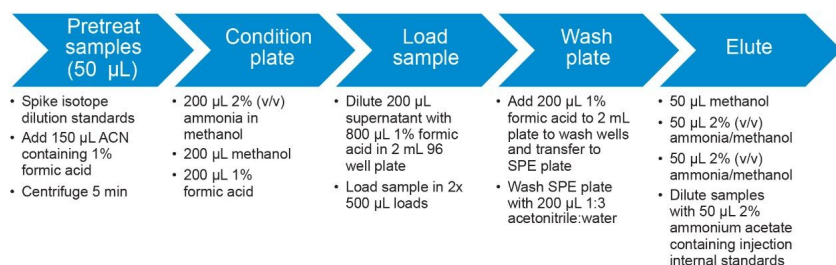 Pretreat
samples
(50 µL)
• Spike isotope
dilution standards
• Add 150 µL ACN
containing 1%
formic acid
• Centrifuge 5 min
Condition
plate
• 200 µL 2% (v/v)
ammonia in
methanol
• 200 µL methanol
• 200 µL 1%
formic acid
Load
sample
• Dilute 200 µL
supernatant with
800 µL 1% formic
acid in 2 mL 96
well plate
• Load sample in 2x
500 µL loads
Wash
plate
• Add 200 µL 1%
formic acid to 2 mL
plate to wash wells
and transfer to
SPE plate
• Wash SPE plate
with 200 µL 1:3
acetonitrile:water
Elute
• 50 µL methanol
• 50 µL 2% (v/v)
ammonia/methanol
• 50 µL 2% (v/v)
ammonia/methanol
• Dilute samples
with 50 µL 2%
ammonium acetate
containing injection
internal standards